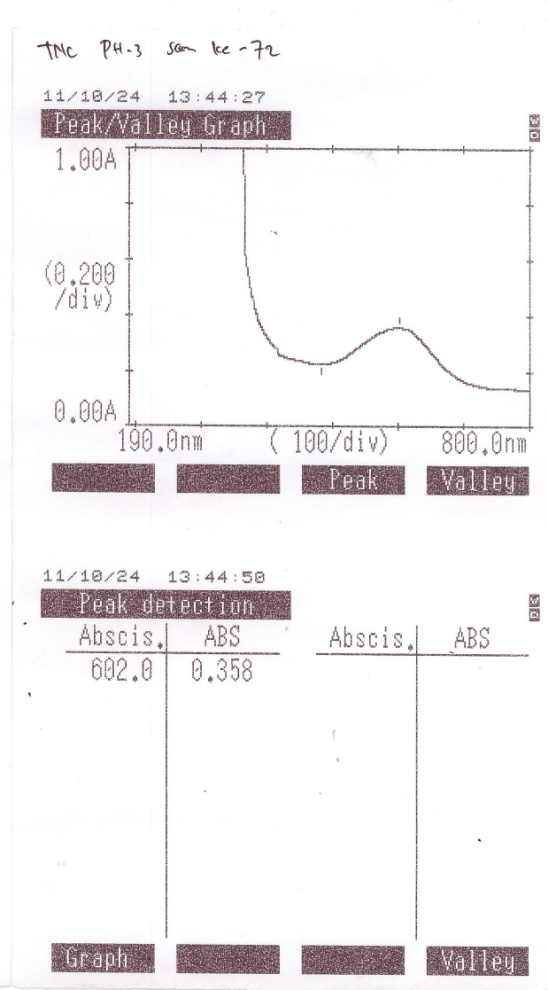 TNC PH-3 scan ke-72
11/10/24 13:44:27
Peak/Valley Graph
1.00A
(0.200
/div)
0.00A
190.0nm ( 100/div) 800.0nm
Peak Valley
11/10/24 13:44:50
Peak detection
Abscis. ABS Abscis. ABS
602.0 0.358
Graph Valley